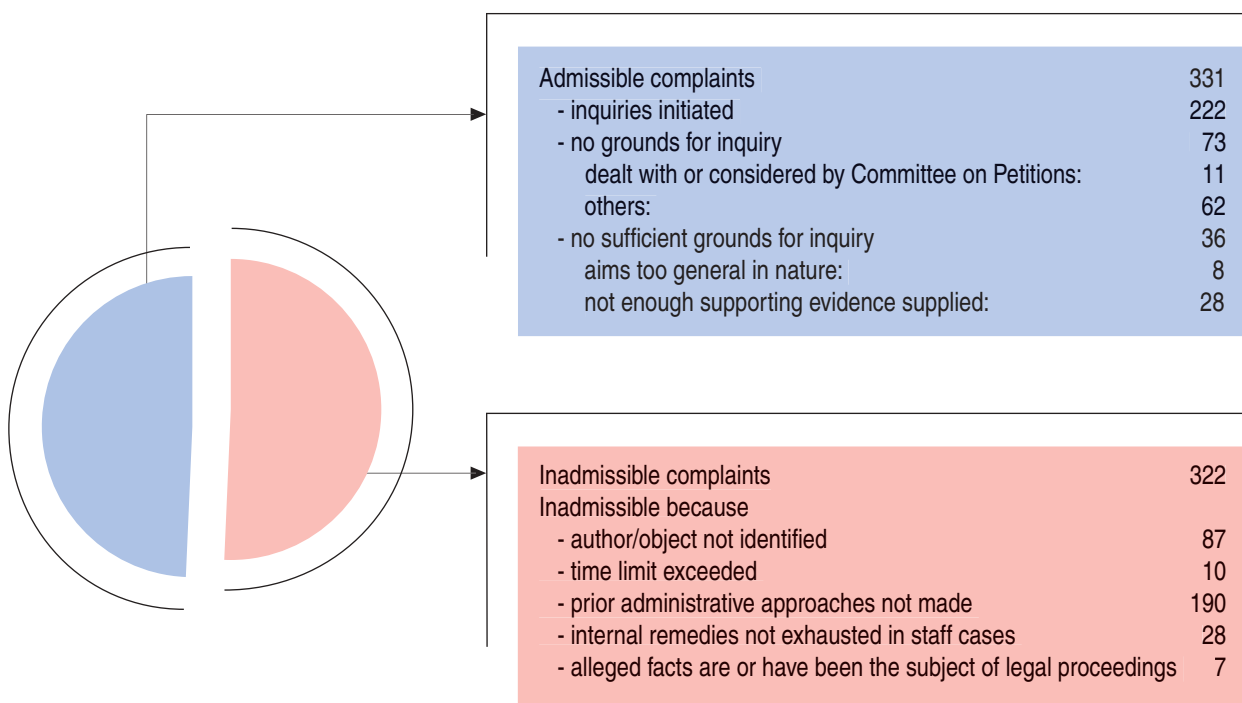 Admissible complaints 331
- inquiries initiated 222
- no grounds for inquiry 73
dealt with or considered by Committee on Petitions: 11
others: 62
- no sufficient grounds for inquiry 36
aims too general in nature: 8
not enough supporting evidence supplied: 28
Inadmissible complaints 322
Inadmissible because
- author/object not identified 87
- time limit exceeded 10
- prior administrative approaches not made 190
- internal remedies not exhausted in staff cases 28
- alleged facts are or have been the subject of legal proceedings 7